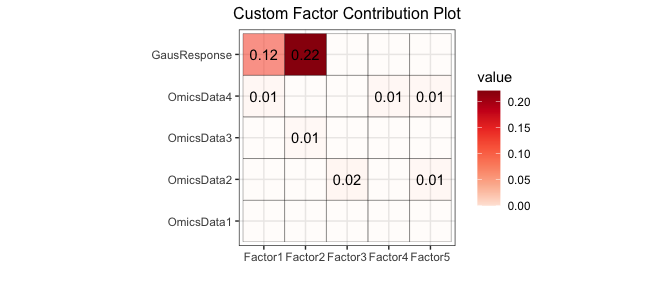 Custom Factor Contribution Plot
GausResponse 0.12 0.22
OmicsData4 0.01 0.01 0.01
OmicsData3 0.01
OmicsData2 0.02 0.01
OmicsData1
Factor1 Factor2 Factor3 Factor4 Factor5
value
0.20
0.15
0.10
0.05
0.00